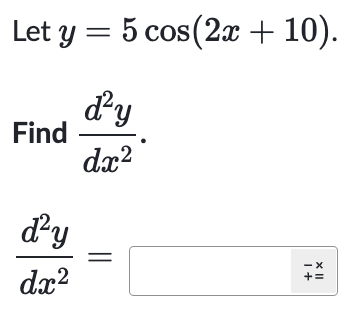 Let y = 5 cos(2x + 10).
Find d²y/dx².
d²y/dx² =
− × + =